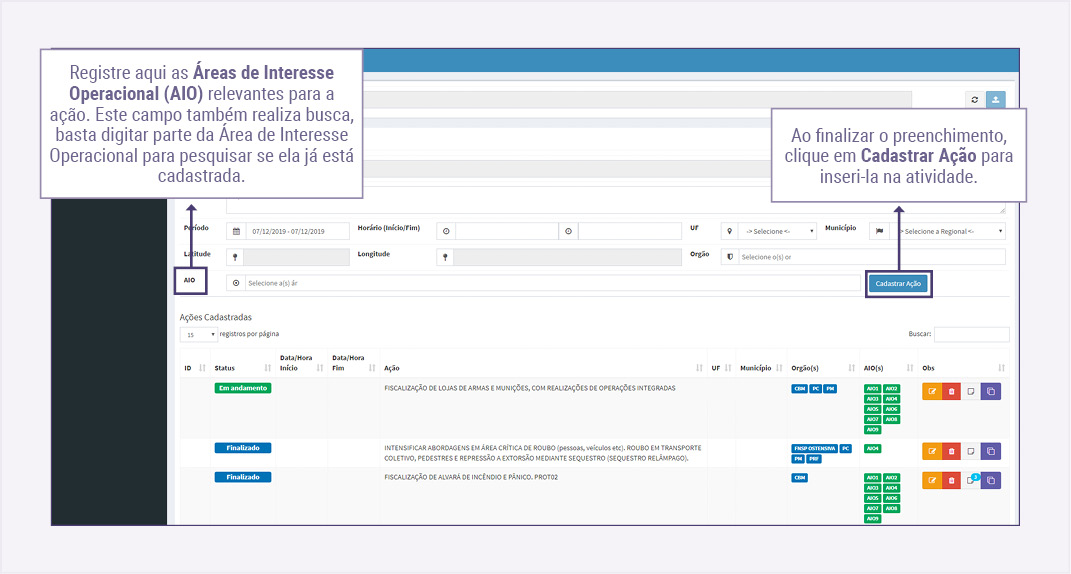 Registre aqui as Áreas de Interesse
Operacional (AIO) relevantes para a
ação. Este campo também realiza busca,
basta digitar parte da Área de Interesse
Operacional para pesquisar se ela já está
cadastrada.
Ao finalizar o preenchimento,
clique em Cadastrar Ação para
inseri-la na atividade.
Período 07/12/2019 - 07/12/2019 Horário (Início/Fim) UF -> Selecione <- Município -> Selecione a Regional <-
Latitude Longitude Orgão Selecione o(s) or
AIO Selecione a(s) ár Cadastrar Ação
Ações Cadastradas
15 registros por página Buscar:
ID Status Data/Hora Início Data/Hora Fim Ação UF Município Orgão(s) AIO(s) Obs
Em andamento FISCALIZAÇÃO DE LOJAS DE ARMAS E MUNIÇÕES, COM REALIZAÇÕES DE OPERAÇÕES INTEGRADAS CBM PC PM AIO1 AIO2
AIO3 AIO4
AIO5 AIO6
AIO7 AIO8
AIO9
Finalizado INTENSIFICAR ABORDAGENS EM ÁREA CRÍTICA DE ROUBO (pessoas, veículos etc). ROUBO EM TRANSPORTE FNSP OSTENSIVA PC AIO4
COLETIVO, PEDESTRES E REPRESSÃO A EXTORSÃO MEDIANTE SEQUESTRO (SEQUESTRO RELÂMPAGO). PM PRF
Finalizado FISCALIZAÇÃO DE ALVARÁ DE INCÊNDIO E PÂNICO. PROT02 CBM AIO1 AIO2
AIO3 AIO4
AIO5 AIO6
AIO7 AIO8
AIO9